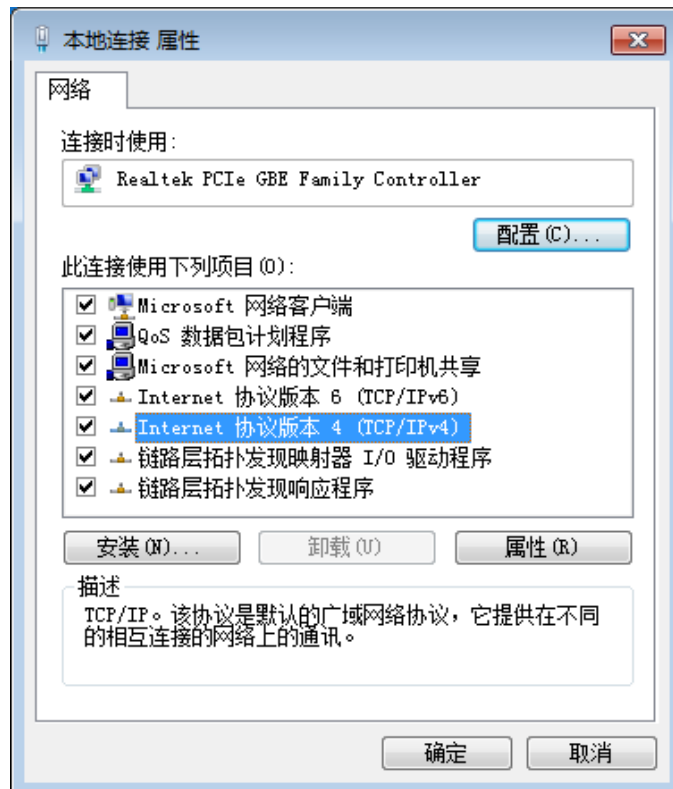 本地连接 属性
网络
连接时使用:
Realtek PCIe GBE Family Controller
配置(C)...
此连接使用下列项目(O):
Microsoft 网络客户端
QoS 数据包计划程序
Microsoft 网络的文件和打印机共享
Internet 协议版本 6 (TCP/IPv6)
Internet 协议版本 4 (TCP/IPv4)
链路层拓扑发现映射器 I/O 驱动程序
链路层拓扑发现响应程序
安装(N)... 卸载(U) 属性(R)
描述
TCP/IP。该协议是默认的广域网络协议，它提供在不同
的相互连接的网络上的通讯。
确定 取消